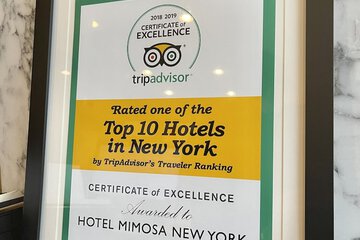 2018 2019
CERTIFICATE of
EXCELLENCE
tripadvisor
Rated one of the
Top 10 Hotels
in New York
by TripAdvisor's Traveler Ranking
CERTIFICATE of EXCELLENCE
Awarded to
HOTEL MIMOSA NEW YORK